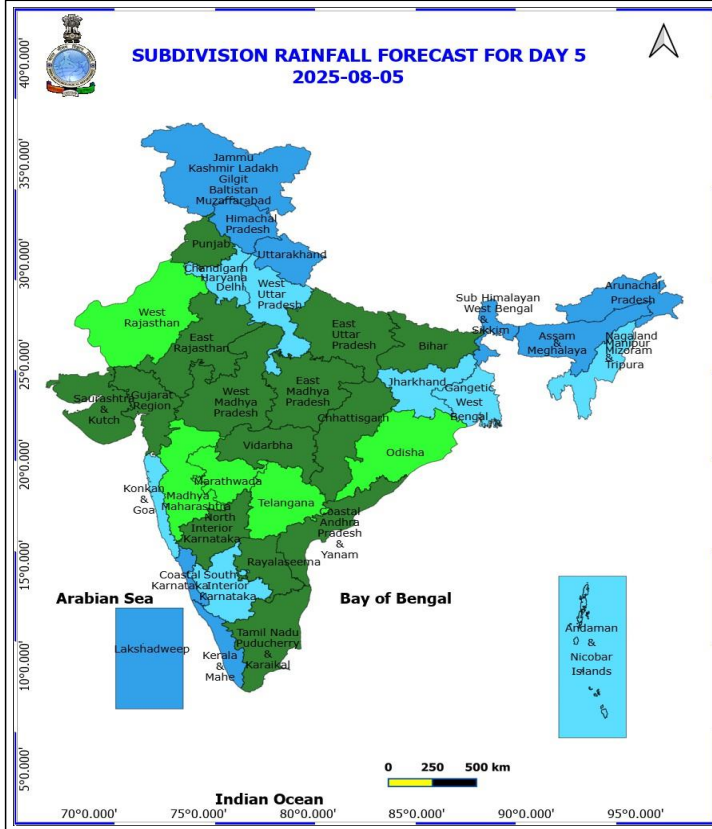 SUBDIVISION RAINFALL FORECAST FOR DAY 5
2025-08-05
40°0.000'
35°0.000'
30°0.000'
25°0.000'
20°0.000'
15°0.000'
10°0.000'
5°0.000'
Jammu
Kashmir Ladakh
Gilgit
Baltistan
Muzaffarabad
Himachal
Pradesh
Punjab
Uttarakhand
Chandigarh
Haryana
Delhi
West
Uttar
Pradesh
West
Rajasthan
East
Rajasthan
East
Uttar
Pradesh
Bihar
Sub Himalayan
West Bengal
&
Sikkim
Arunachal
Pradesh
Assam
&
Meghalaya
Nagaland
Manipur
Mizoram
&
Tripura
Saurashtra
&
Kutch
Gujarat
Region
West
Madhya
Pradesh
East
Madhya
Pradesh
Jharkhand
Gangetic
West
Bengal
Chhattisgarh
Vidarbha
Odisha
Konkan
&
Goa
Madhya
Maharashtra
Marathwada
Telangana
North
Interior
Karnataka
Coastal
Andhra
Pradesh
&
Yanam
Rayalaseema
Coastal
Karnataka
South
Interior
Karnataka
Arabian Sea
Bay of Bengal
Lakshadweep
Kerala
&
Mahe
Tamil Nadu
Puducherry
&
Karaikal
Andaman
&
Nicobar
Islands
0 250 500 km
Indian Ocean
70°0.000' 75°0.000' 80°0.000' 85°0.000' 90°0.000' 95°0.000'